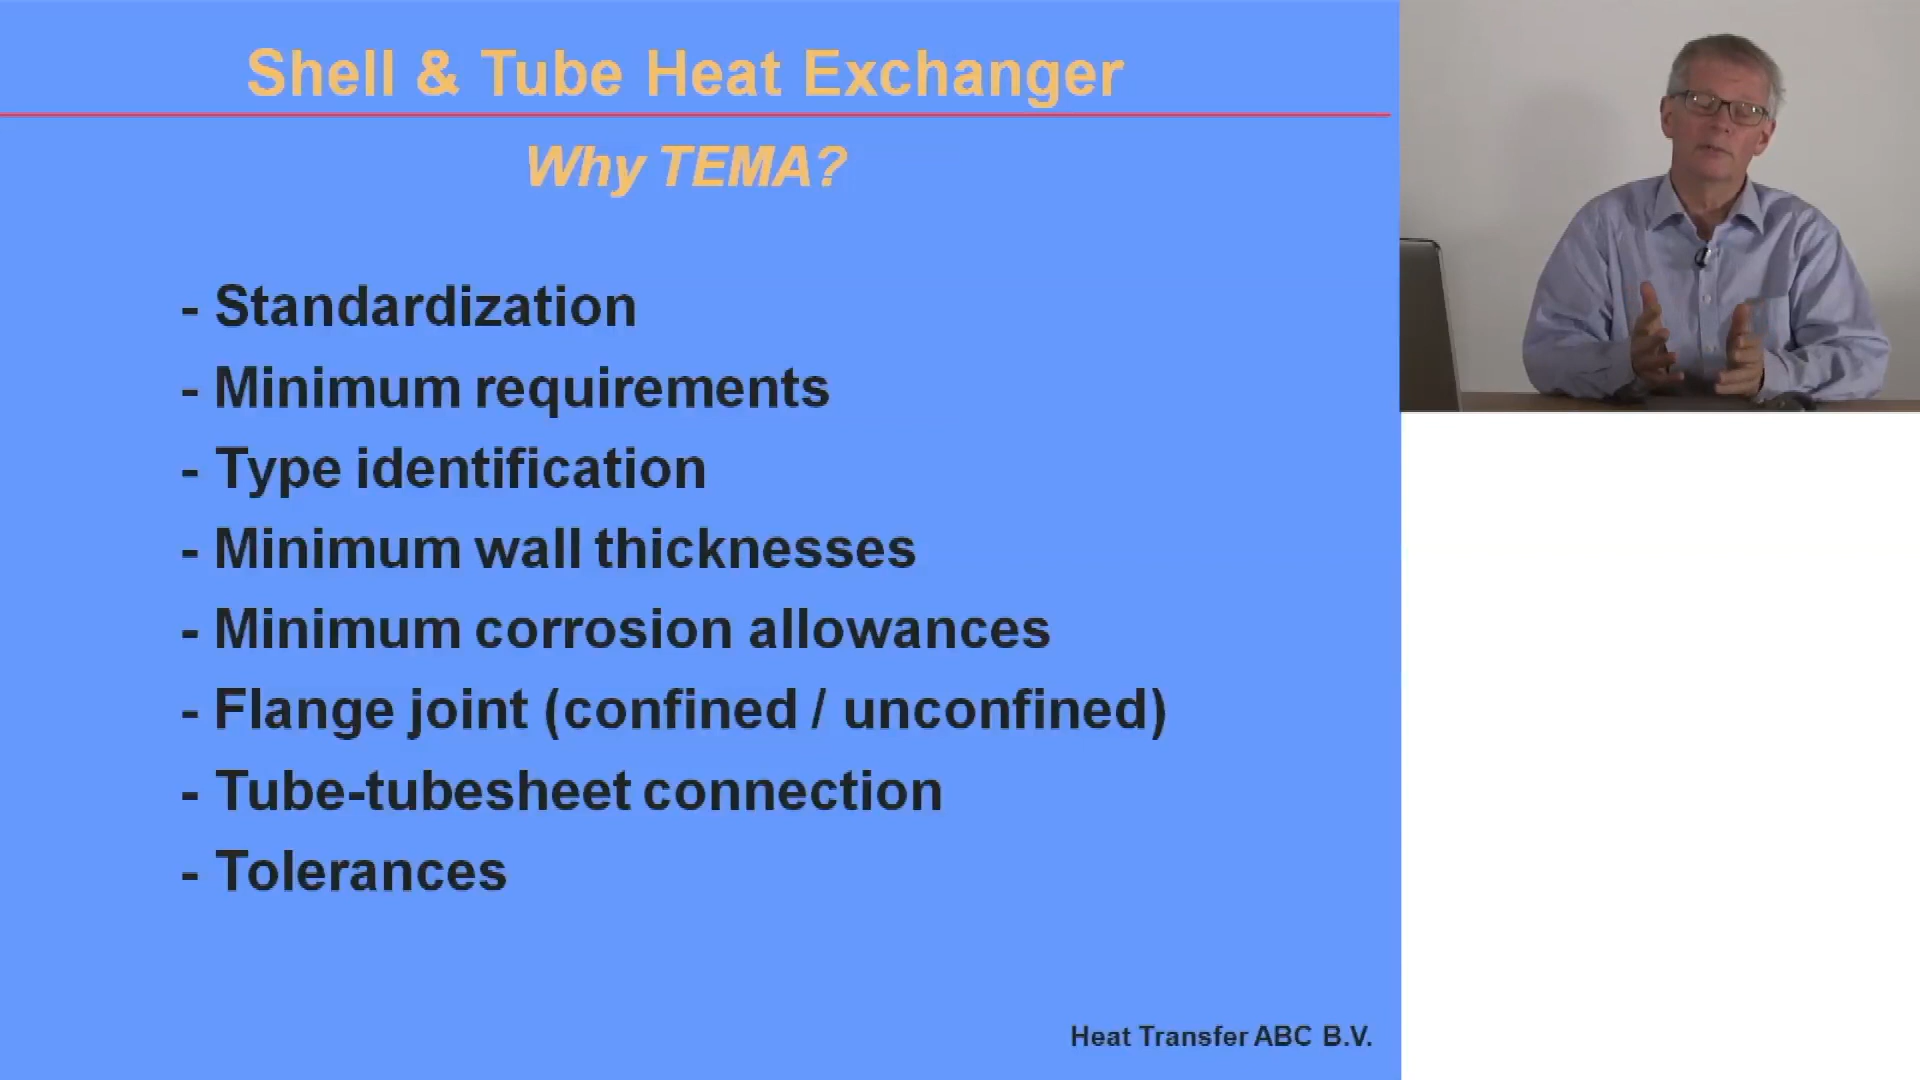 Shell & Tube Heat Exchanger
Why TEMA?
- Standardization
- Minimum requirements
- Type identification
- Minimum wall thicknesses
- Minimum corrosion allowances
- Flange joint (confined / unconfined)
- Tube-tubesheet connection
- Tolerances
Heat Transfer ABC B.V.